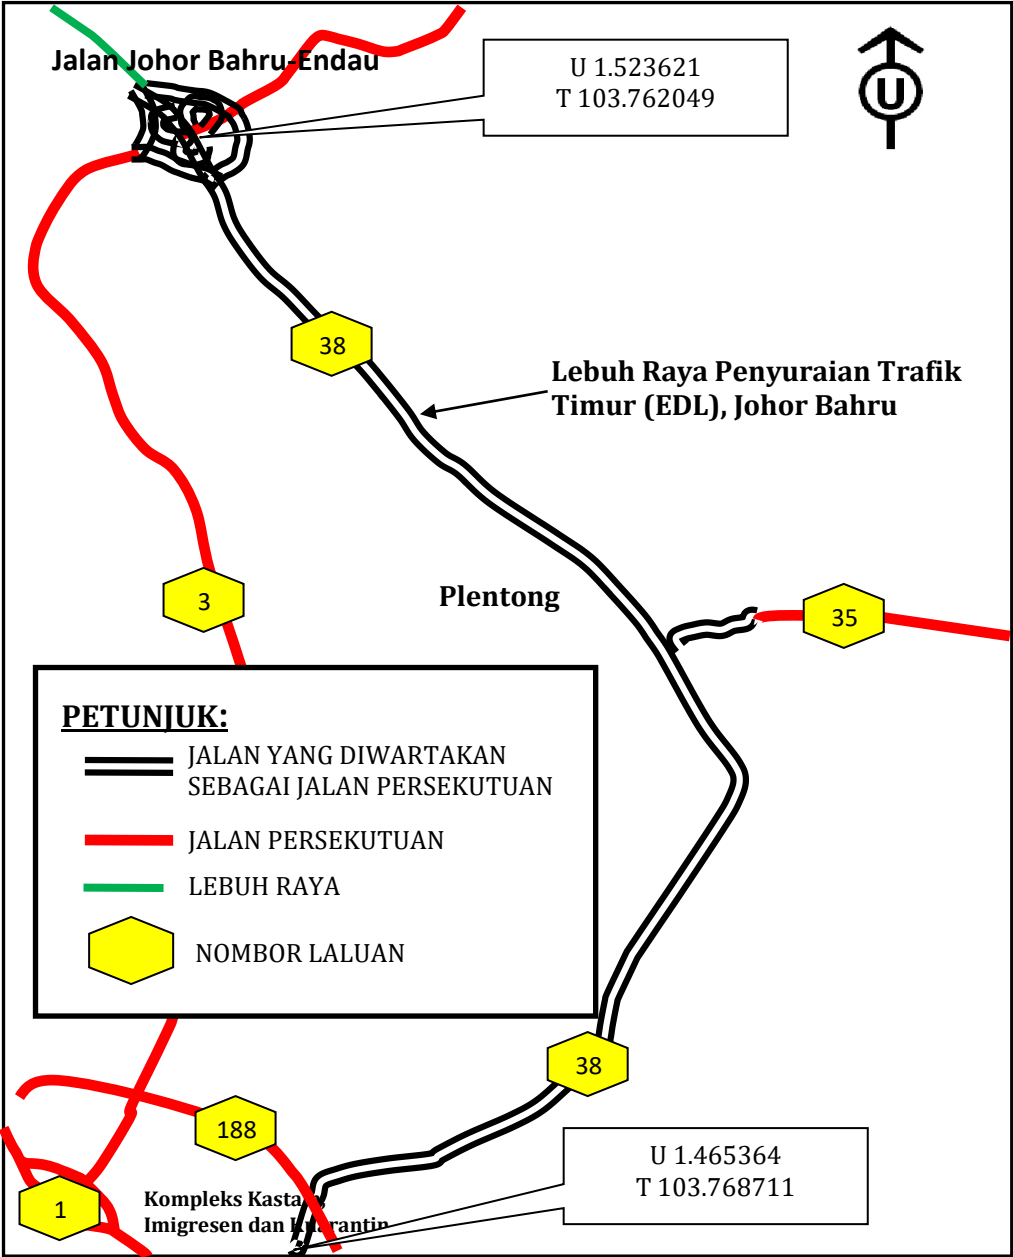 Jalan Johor Bahru-Endau
U 1.523621
T 103.762049
U
38
Lebuh Raya Penyuraian Trafik
Timur (EDL), Johor Bahru
Plentong
3
35
PETUNJUK:
JALAN YANG DIWARTAKAN
SEBAGAI JALAN PERSEKUTUAN
JALAN PERSEKUTUAN
LEBUH RAYA
NOMBOR LALUAN
38
188
U 1.465364
T 103.768711
1
Kompleks
Imigresen dan Kuarantin